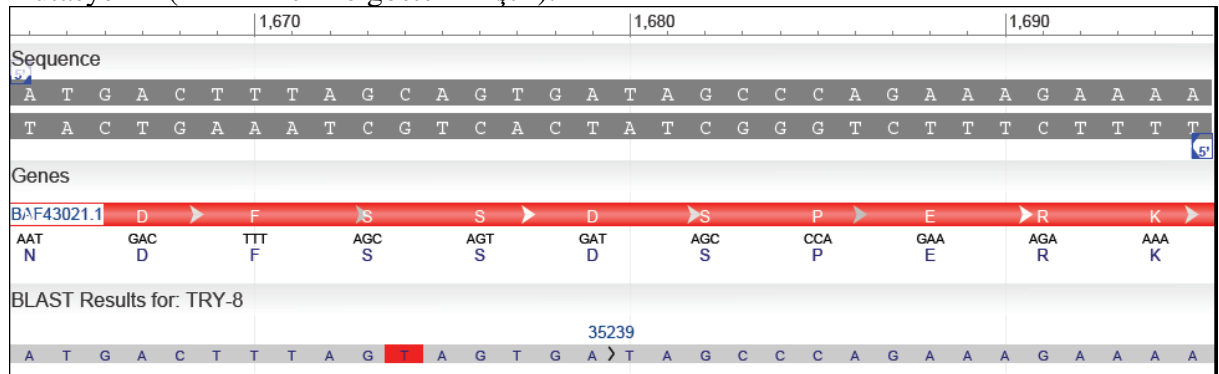 1,670 1,680 1,690
Sequence
5'
A T G A C T T T A G C A G T G A T A G C C C A G A A A G A A A A
T A C T G A A A T C G T C A C T A T C G G G T C T T T C T T T T
5'
Genes
BAF43021.1 D F S S D S P E R K
AAT GAC TTT AGC AGT GAT AGC CCA GAA AGA AAA
N D F S S D S P E R K
BLAST Results for: TRY-8
35239
A T G A C T T T A G T A G T G A T A G C C C A G A A A G A A A A